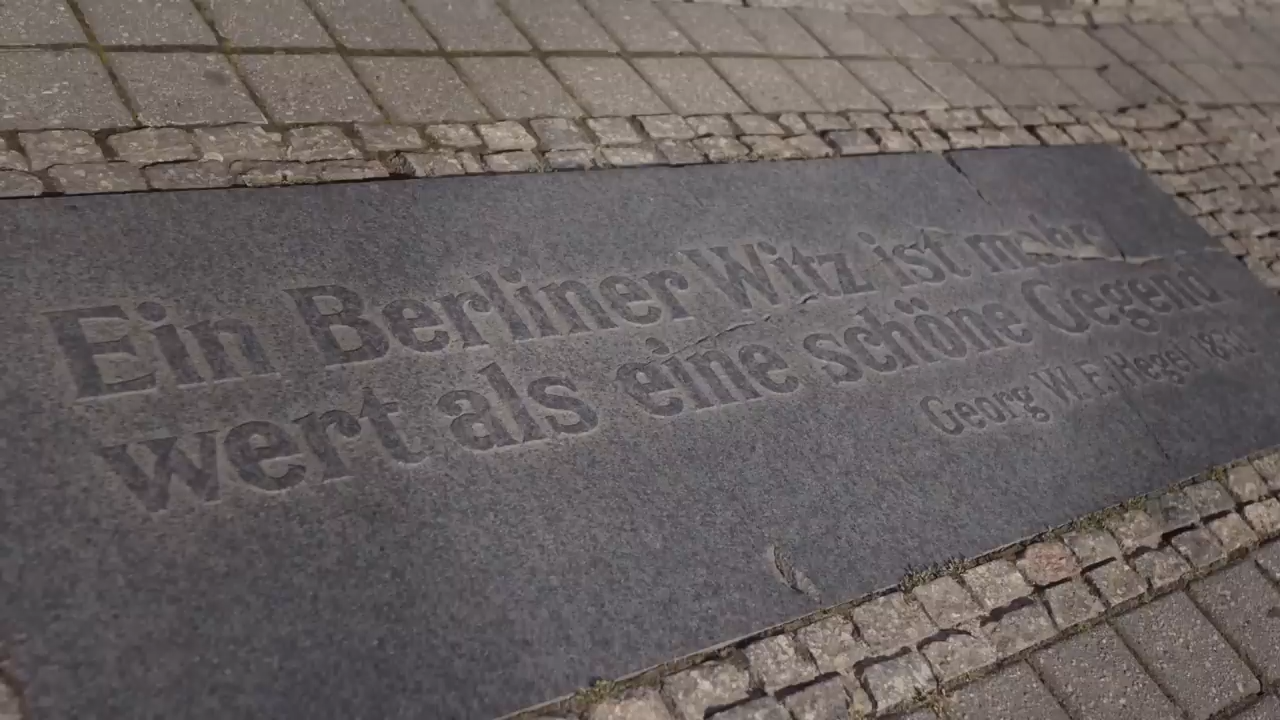 Ein Berliner Witz ist mehr
wert als eine schöne Gegend
Georg W. F. Hegel